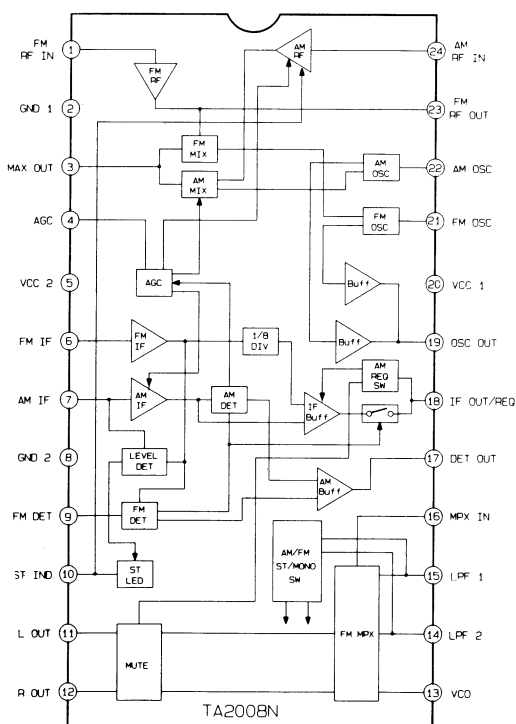 FM
RF IN
1
GND 1
2
MAX OUT
3
AGC
4
VCC 2
5
FM IF
6
AM IF
7
GND 2
8
FM DET
9
ST IND
10
L OUT
11
R OUT
12
FM
RF
AM
RF
FM
MIX
AM
MIX
AM
OSC
FM
OSC
AGC
Buff
Buff
FM
IF
1/8
DIV
AM
IF
AM
DET
IF
Buff
AM
REQ
SW
LEVEL
DET
FM
DET
AM
Buff
ST
LED
AM/FM
ST/MONO
SW
MUTE
FM MPX
24
AM
RF IN
23
FM
RF OUT
22
AM OSC
21
FM OSC
20
VCC 1
19
OSC OUT
18
IF OUT/REQ
17
DET OUT
16
MPX IN
15
LPF 1
14
LPF 2
13
VCO
TA2008N